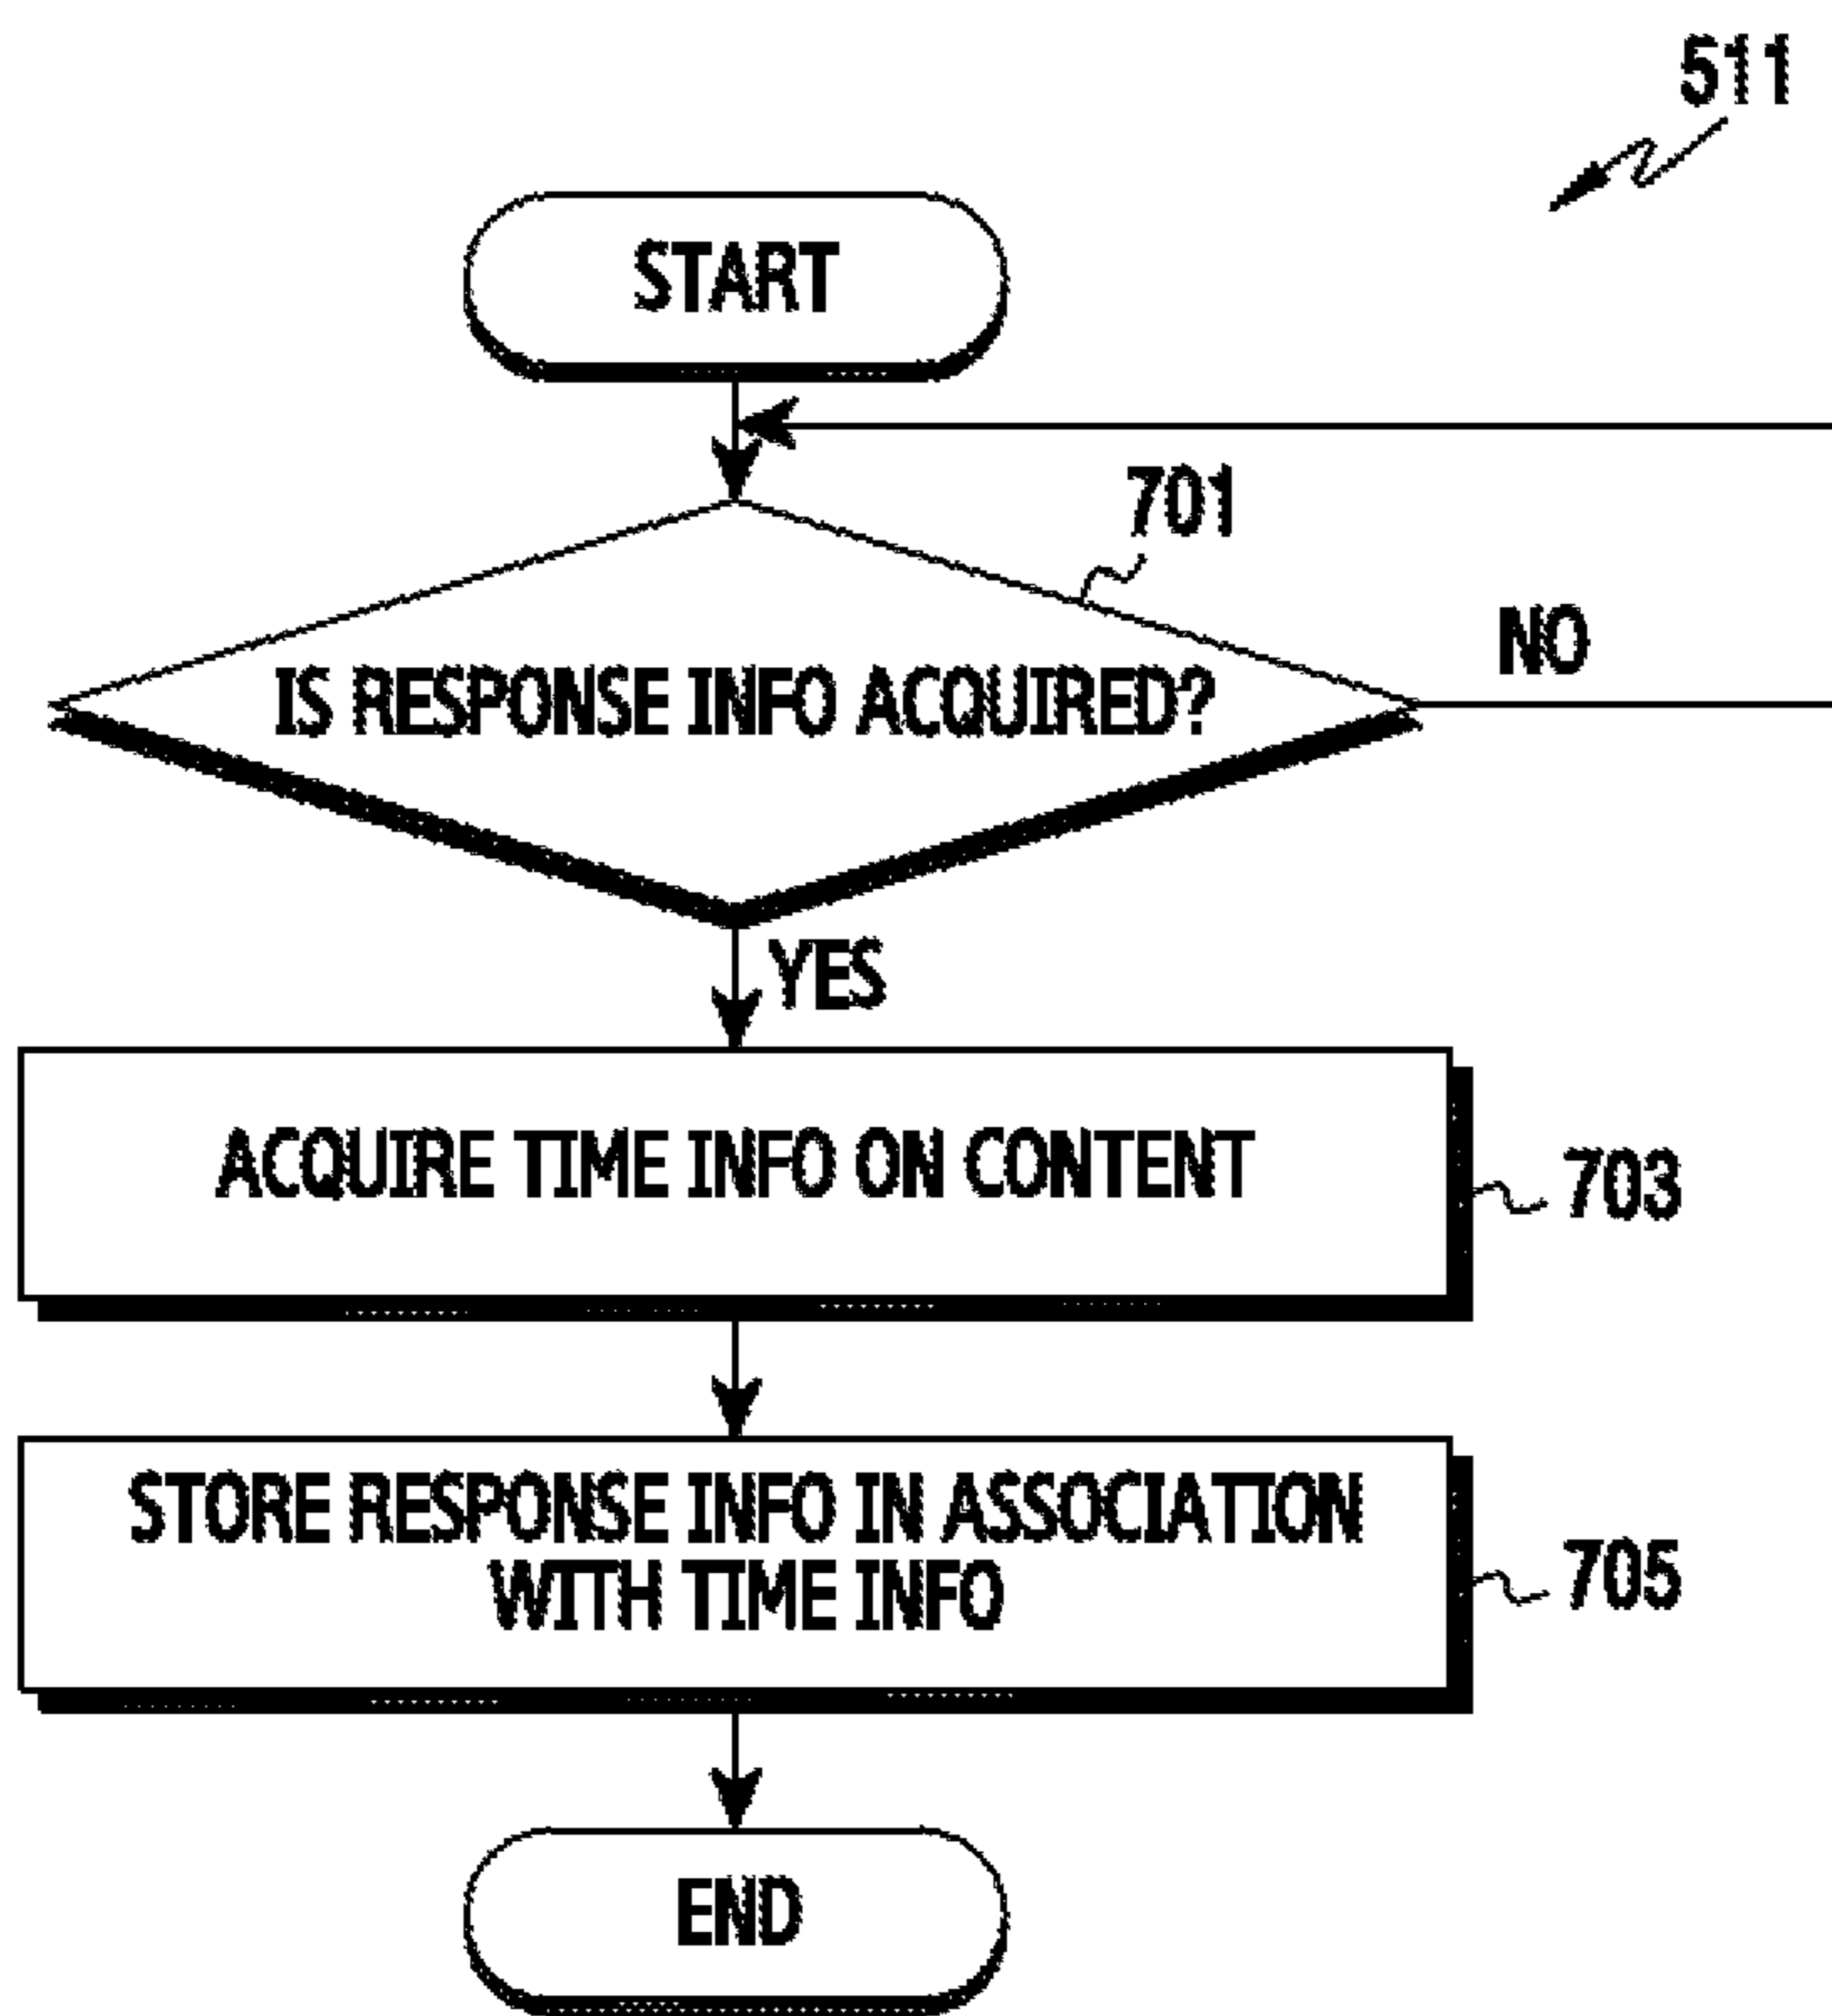 511
START
701
IS RESPONSE INFO ACQUIRED?
NO
YES
ACQUIRE TIME INFO ON CONTENT
703
STORE RESPONSE INFO IN ASSOCIATION
WITH TIME INFO
705
END